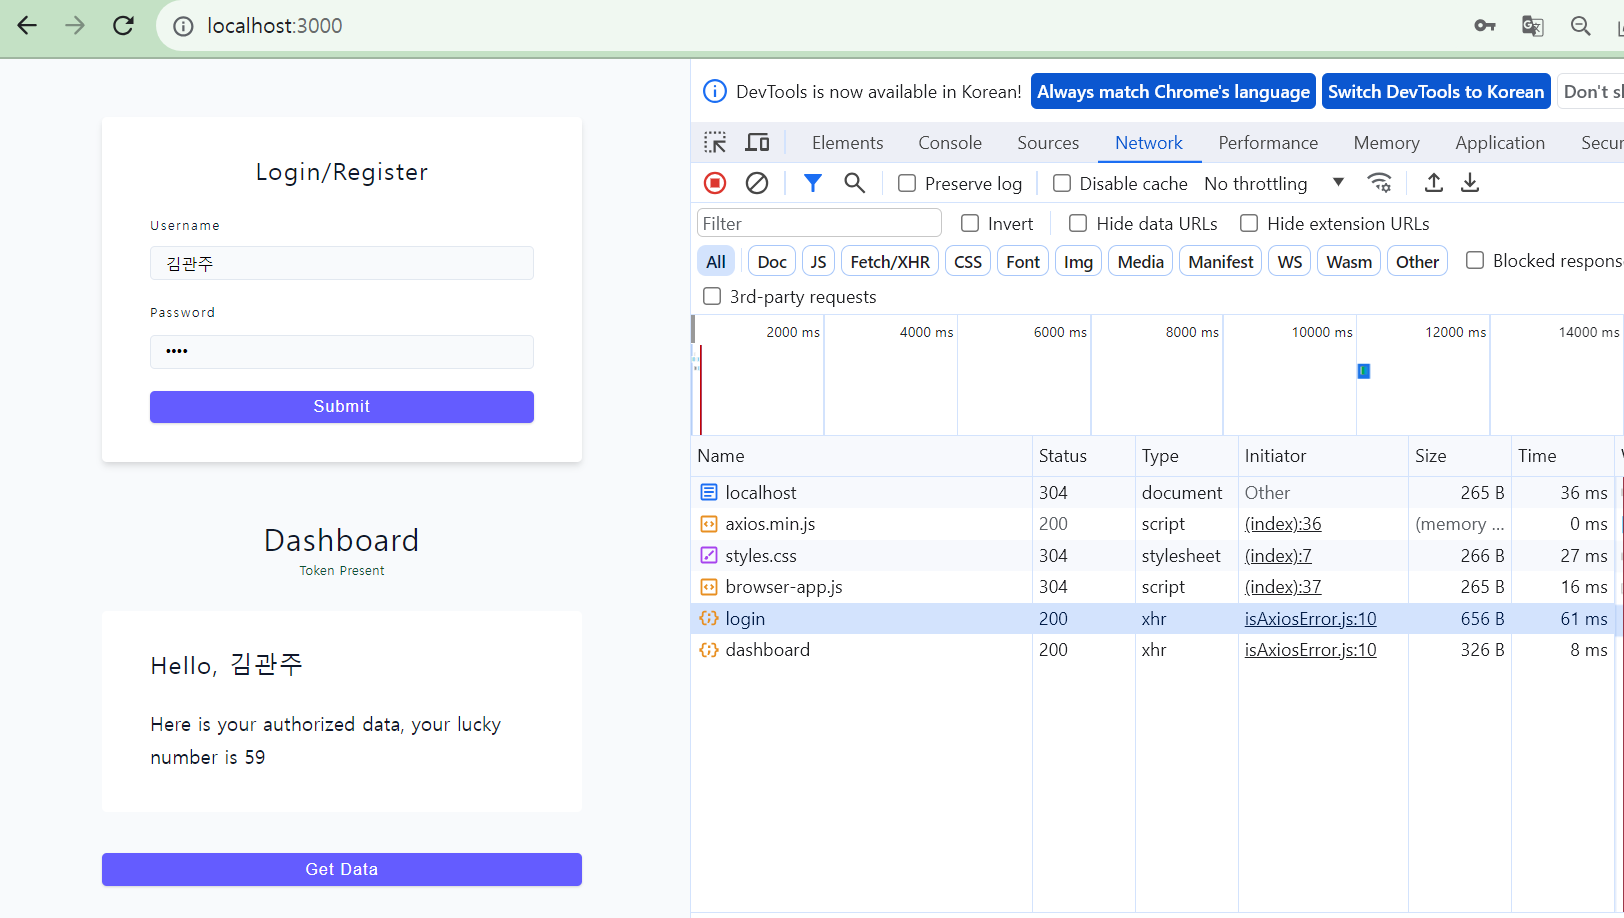 localhost:3000
Login/Register
Username
김관주
Password
••••
Submit
Dashboard
Token Present
Hello, 김관주
Here is your authorized data, your lucky
number is 59
Get Data
DevTools is now available in Korean! Always match Chrome's language Switch DevTools to Korean Don't
Elements Console Sources Network Performance Memory Application
Preserve log Disable cache No throttling
Filter Invert Hide data URLs Hide extension URLs
All Doc JS Fetch/XHR CSS Font Img Media Manifest WS Wasm Other Blocked
3rd-party requests
2000 ms 4000 ms 6000 ms 8000 ms 10000 ms 12000 ms 14000 ms
Name Status Type Initiator Size Time
localhost 304 document Other 265 B 36 ms
axios.min.js 200 script (index):36 (memory ... 0 ms
styles.css 304 stylesheet (index):7 266 B 27 ms
browser-app.js 304 script (index):37 265 B 16 ms
login 200 xhr isAxiosError.js:10 656 B 61 ms
dashboard 200 xhr isAxiosError.js:10 326 B 8 ms